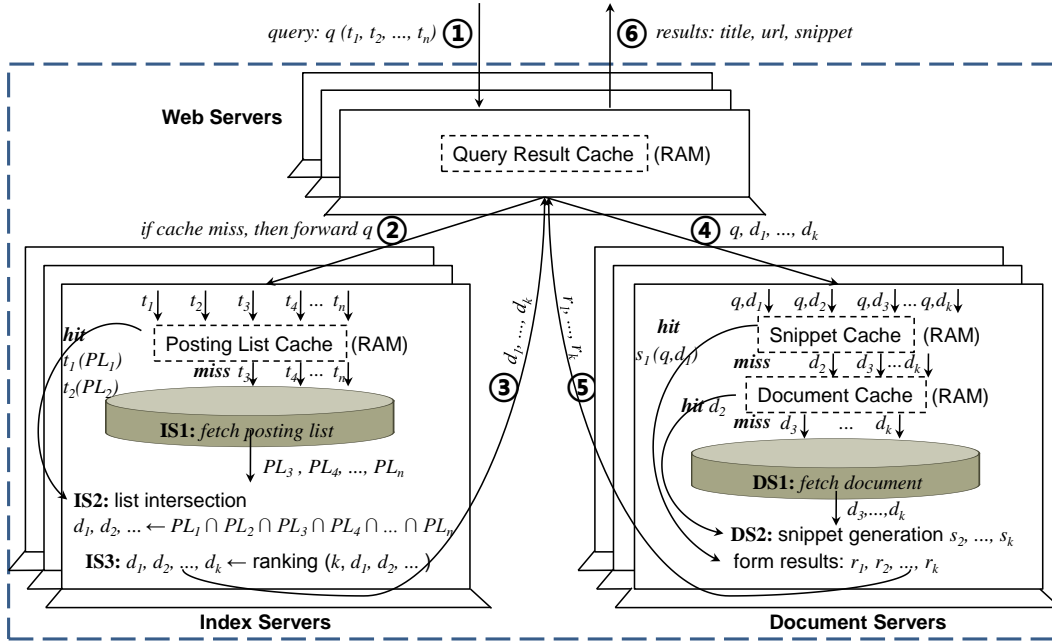 query: q (t1, t2, ..., tn) ① ⑥ results: title, url, snippet
Web Servers
Query Result Cache (RAM)
if cache miss, then forward q ② ④ q, d1, ..., dk
t1 t2 t3 t4 ... tn
hit
Posting List Cache (RAM)
t1 (PL1)
t2(PL2)
miss t3 t4 ... tn
IS1: fetch posting list
PL3 , PL4, ..., PLn
IS2: list intersection
d1, d2, ... ← PL1 ∩ PL2 ∩ PL3 ∩ PL4 ∩ ... ∩ PLn
IS3: d1, d2, ..., dk ← ranking (k, d1, d2, ... )
Index Servers
③ d1, ..., dk
⑤ r1, ..., rk
q,d1 q,d2 q,d3 ... q,dk
hit
Snippet Cache (RAM)
s1 (q,d1)
miss d2 d3 ... dk
Document Cache (RAM)
hit d2
miss d3 ... dk
DS1: fetch document
d3,...,dk
DS2: snippet generation s2, ..., sk
form results: r1, r2, ..., rk
Document Servers